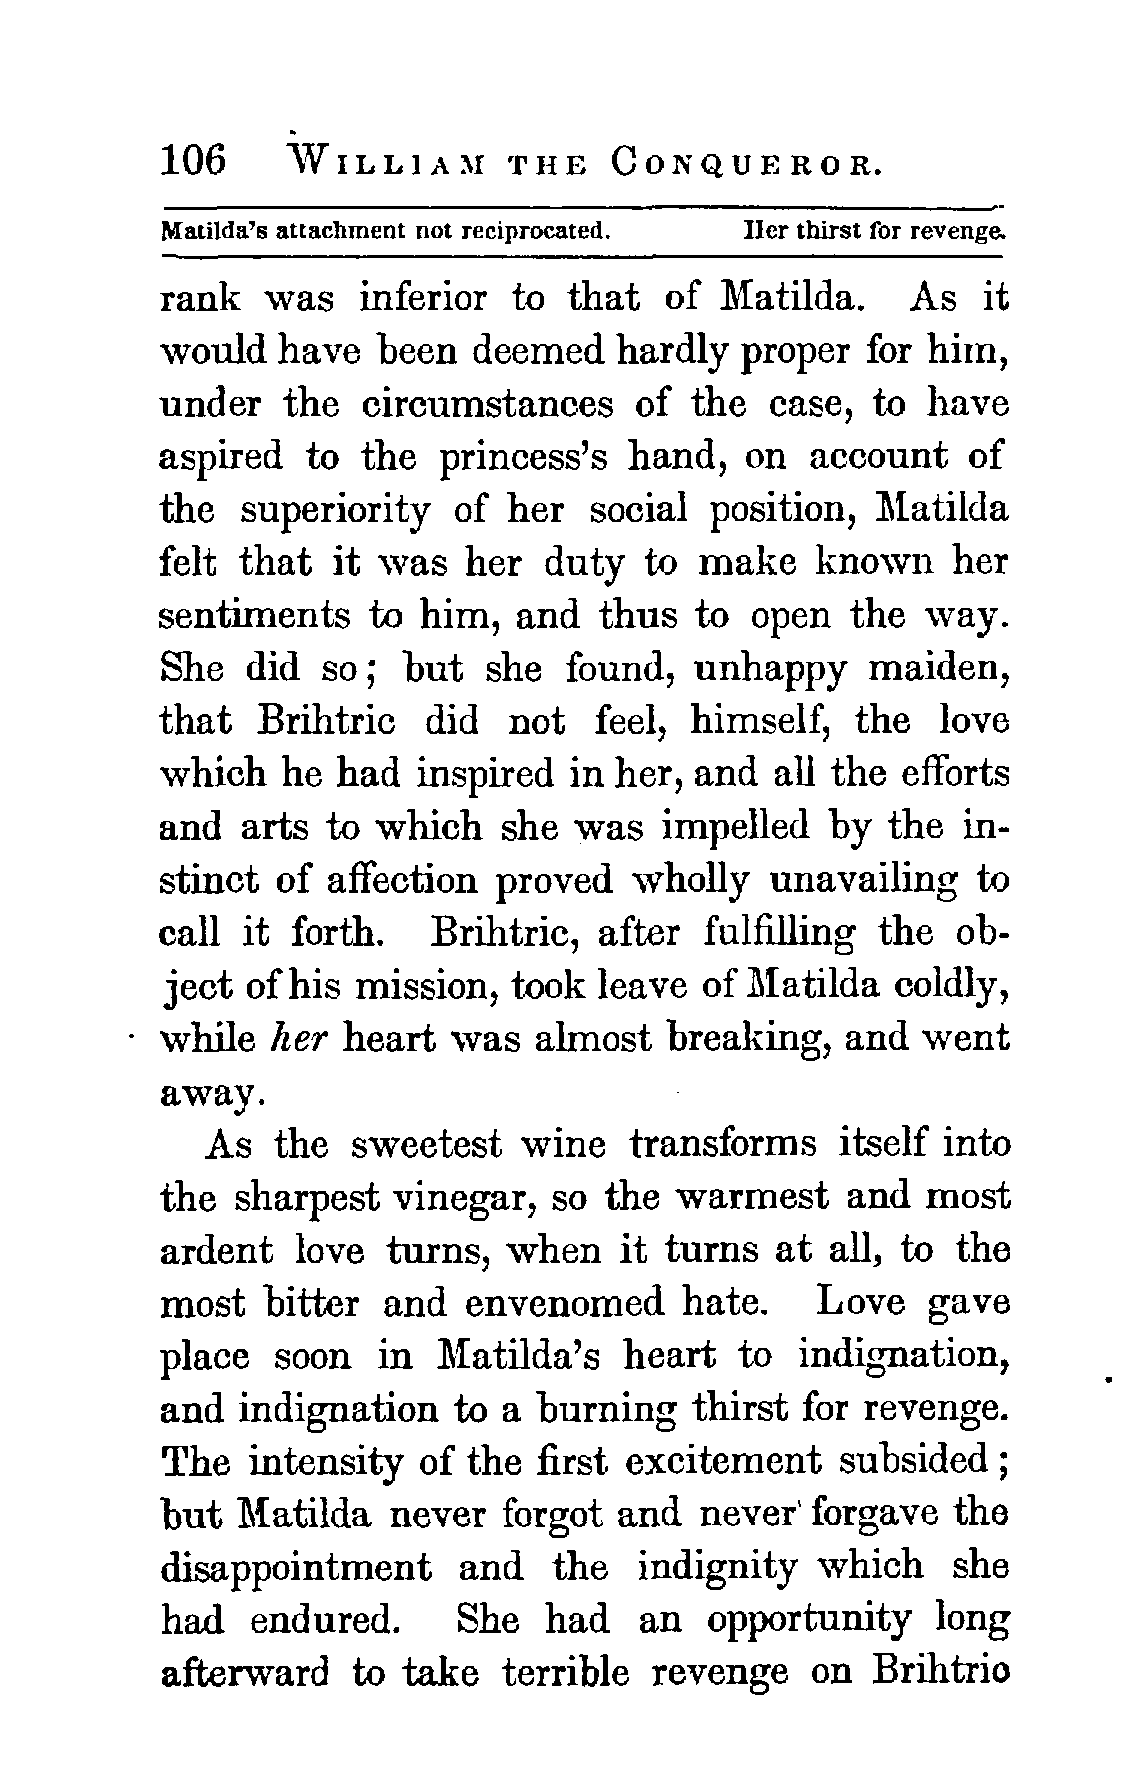 106 WILLIAM THE CONQUEROR.
Matilda's attachment not reciprocated. Her thirst for revenge.
rank was inferior to that of Matilda. As it
would have been deemed hardly proper for him,
under the circumstances of the case, to have
aspired to the princess's hand, on account of
the superiority of her social position, Matilda
felt that it was her duty to make known her
sentiments to him, and thus to open the way.
She did so; but she found, unhappy maiden,
that Brihtric did not feel, himself, the love
which he had inspired in her, and all the efforts
and arts to which she was impelled by the in-
stinct of affection proved wholly unavailing to
call it forth. Brihtric, after fulfilling the ob-
ject of his mission, took leave of Matilda coldly,
while her heart was almost breaking, and went
away.
As the sweetest wine transforms itself into
the sharpest vinegar, so the warmest and most
ardent love turns, when it turns at all, to the
most bitter and envenomed hate. Love gave
place soon in Matilda's heart to indignation,
and indignation to a burning thirst for revenge.
The intensity of the first excitement subsided;
but Matilda never forgot and never forgave the
disappointment and the indignity which she
had endured. She had an opportunity long
afterward to take terrible revenge on Brihtric